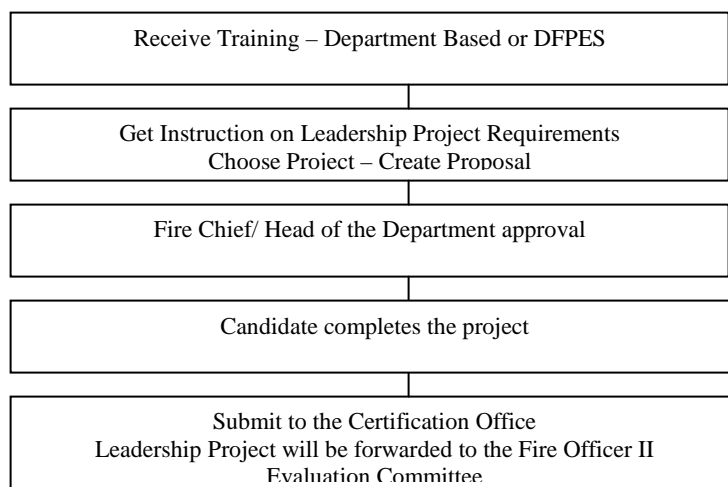 Receive Training – Department Based or DFPES
Get Instruction on Leadership Project Requirements
Choose Project – Create Proposal
Fire Chief/ Head of the Department approval
Candidate completes the project
Submit to the Certification Office
Leadership Project will be forwarded to the Fire Officer II
Evaluation Committee